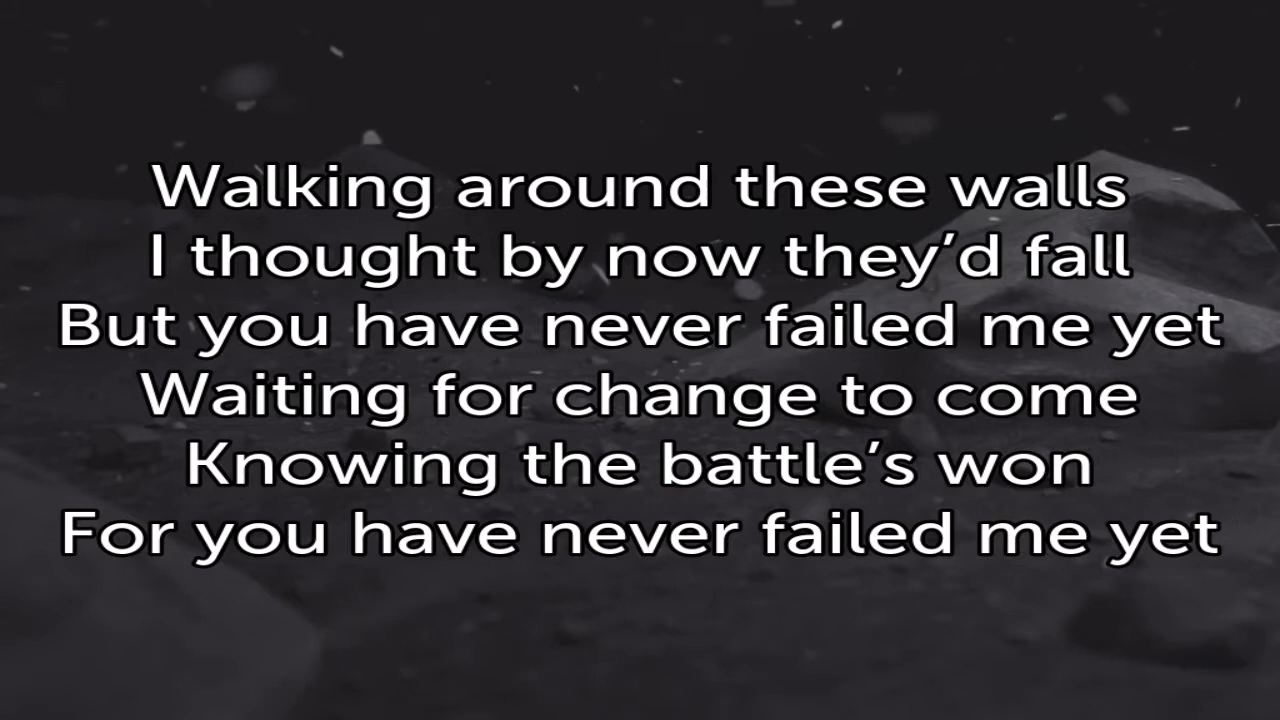 Walking around these walls
I thought by now they’d fall
But you have never failed me yet
Waiting for change to come
Knowing the battle’s won
For you have never failed me yet